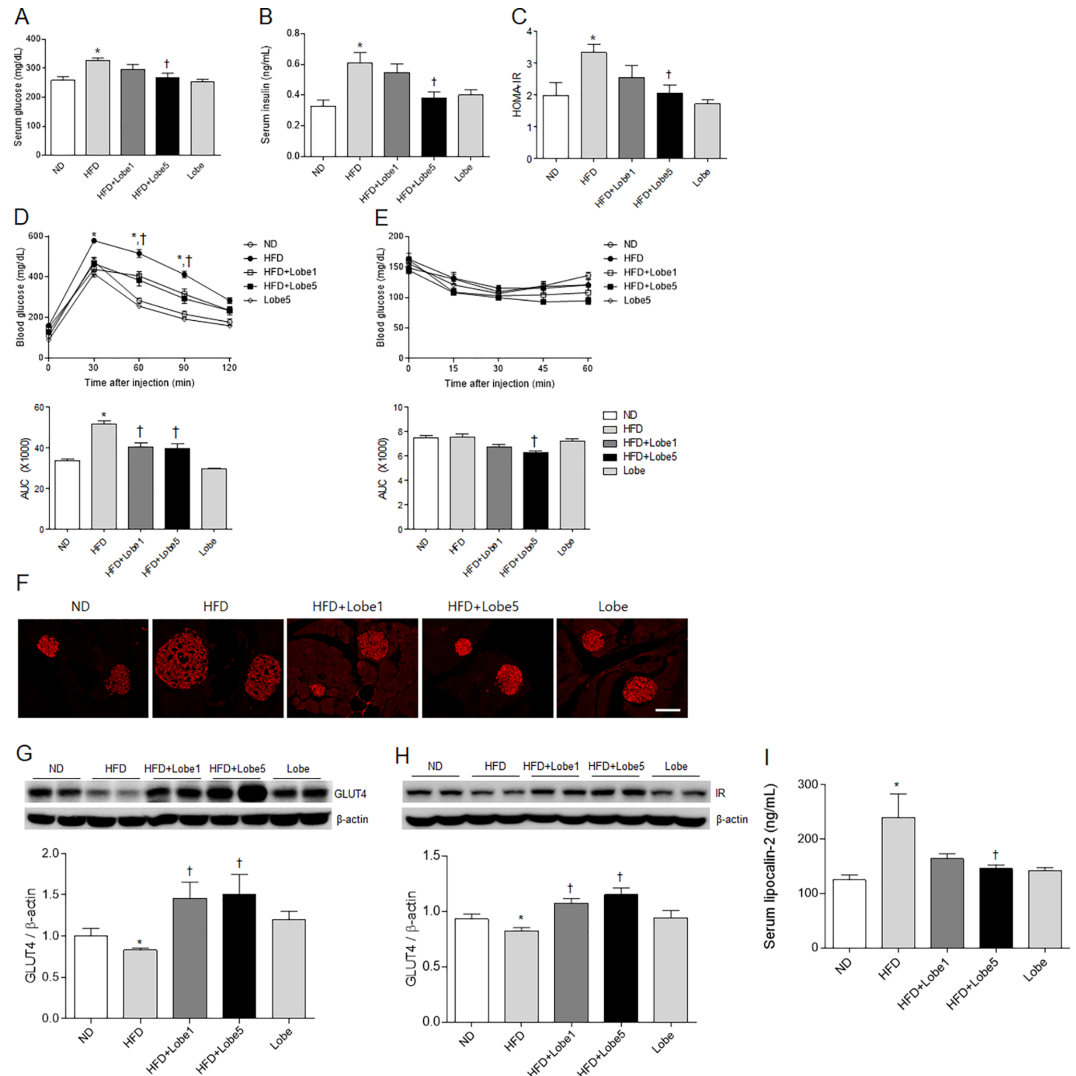 A
Serum glucose (mg/dL)
400
300
200
100
0
*
†
ND
HFD
HFD+Lobe1
HFD+Lobe5
Lobe
B
Serum insulin (ng/mL)
0.8
0.6
0.4
0.2
0.0
*
†
ND
HFD
HFD+Lobe1
HFD+Lobe5
Lobe
C
HOMA-IR
4
3
2
1
0
*
†
ND
HFD
HFD+Lobe1
HFD+Lobe5
Lobe
D
Blood glucose (mg/dL)
600
400
200
0
*
*,†
*,†
0 30 60 90 120
Time after injection (min)
ND
HFD
HFD+Lobe1
HFD+Lobe5
Lobe5
AUC (X1000)
60
40
20
0
*
†
†
ND
HFD
HFD+Lobe1
HFD+Lobe5
Lobe
E
Blood glucose (mg/dL)
200
150
100
50
0
0 15 30 45 60
Time after injection (min)
ND
HFD
HFD+Lobe1
HFD+Lobe5
Lobe5
AUC (X1000)
10
8
6
4
2
0
†
ND
HFD
HFD+Lobe1
HFD+Lobe5
Lobe
ND
HFD
HFD+Lobe1
HFD+Lobe5
Lobe
F
ND HFD HFD+Lobe1 HFD+Lobe5 Lobe
G
ND HFD HFD+Lobe1 HFD+Lobe5 Lobe
GLUT4
β-actin
GLUT4 / β-actin
2.0
1.5
1.0
0.5
0.0
*
†
†
ND
HFD
HFD+Lobe1
HFD+Lobe5
Lobe
H
ND HFD HFD+Lobe1 HFD+Lobe5 Lobe
IR
β-actin
GLUT4 / β-actin
1.5
1.0
0.5
0.0
*
†
†
ND
HFD
HFD+Lobe1
HFD+Lobe5
Lobe
I
Serum lipocalin-2 (ng/mL)
300
200
100
0
*
†
ND
HFD
HFD+Lobe1
HFD+Lobe5
Lobe